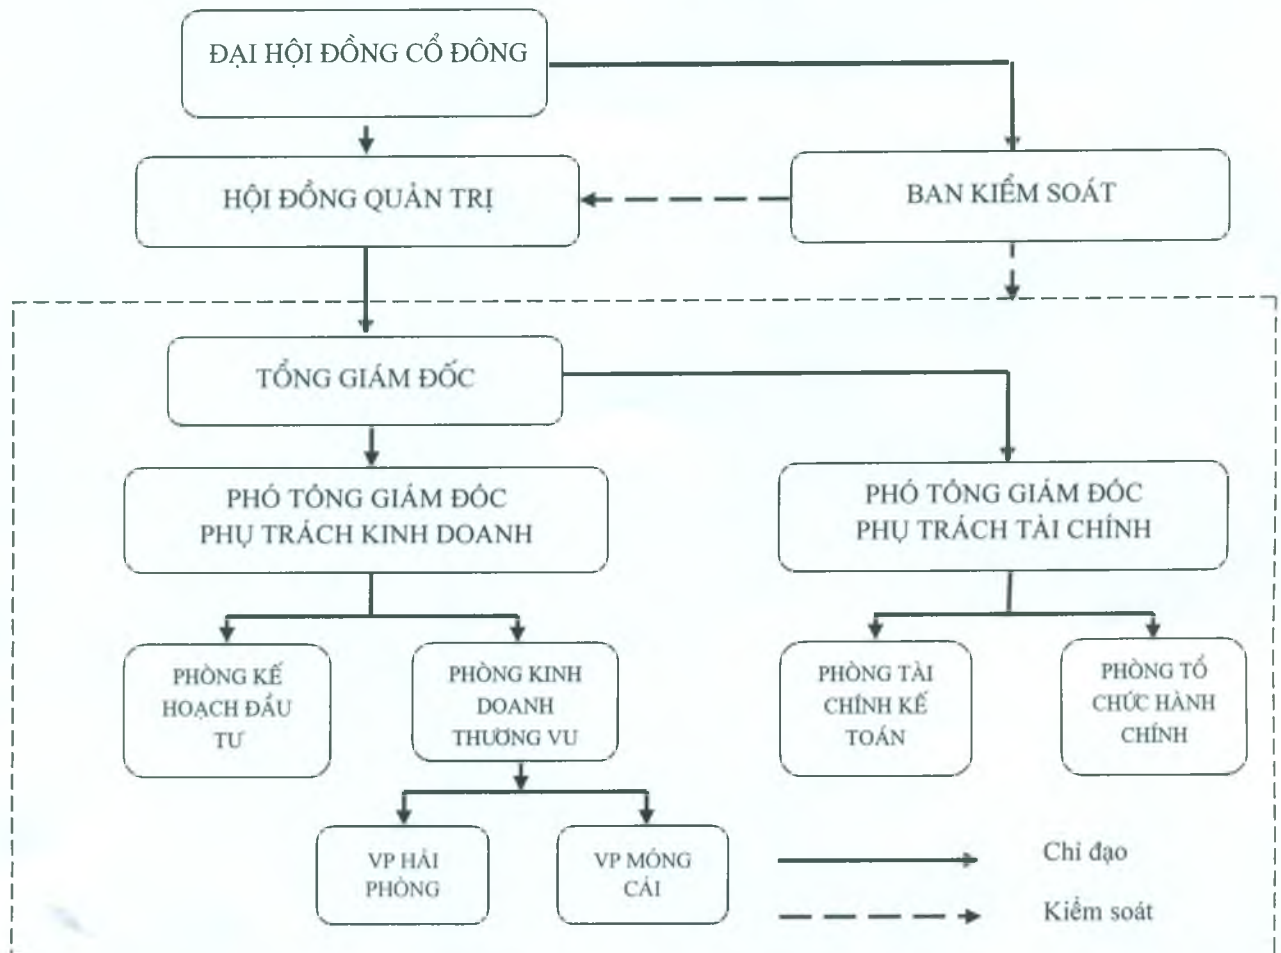 ĐẠI HỘI ĐỒNG CỔ ĐÔNG
HỘI ĐỒNG QUẢN TRỊ
BAN KIỂM SOÁT
TỔNG GIÁM ĐỐC
PHÓ TỔNG GIÁM ĐỐC
PHỤ TRÁCH KINH DOANH
PHÓ TỔNG GIÁM ĐỐC
PHỤ TRÁCH TÀI CHÍNH
PHÒNG KẾ
HOẠCH ĐẦU
TƯ
PHÒNG KINH
DOANH
THƯƠNG VỤ
PHÒNG TÀI
CHÍNH KẾ
TOÁN
PHÒNG TỔ
CHỨC HÀNH
CHÍNH
VP HẢI
PHÒNG
VP MÓNG
CÁI
Chỉ đạo
Kiểm soát